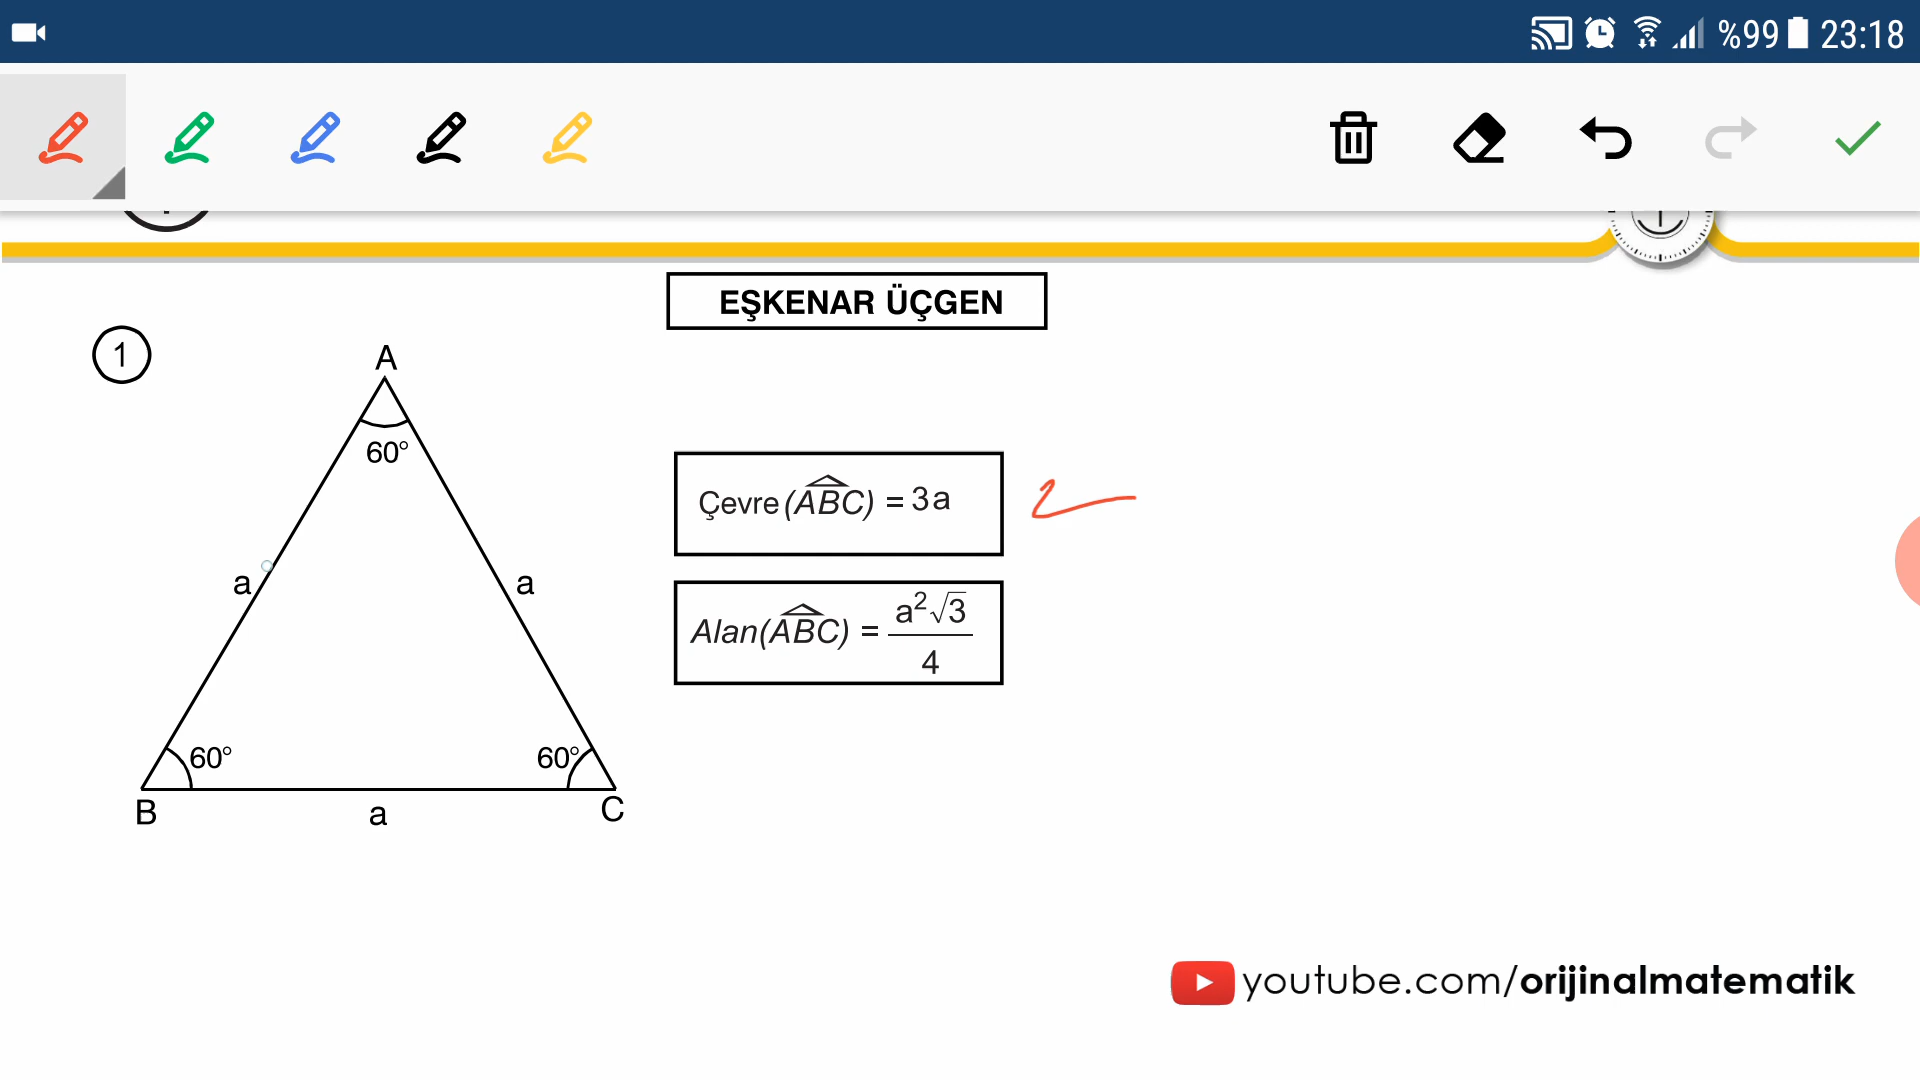 %99 23:18
EŞKENAR ÜÇGEN
1
A
60°
Çevre (ABC) = 3a
a
a
Alan(ABC) = a²√3 / 4
60°
60°
B
a
C
youtube.com/orijinalmatematik